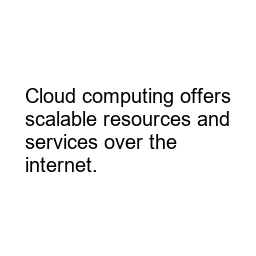 Cloud computing offers
scalable resources and
services over the
internet.